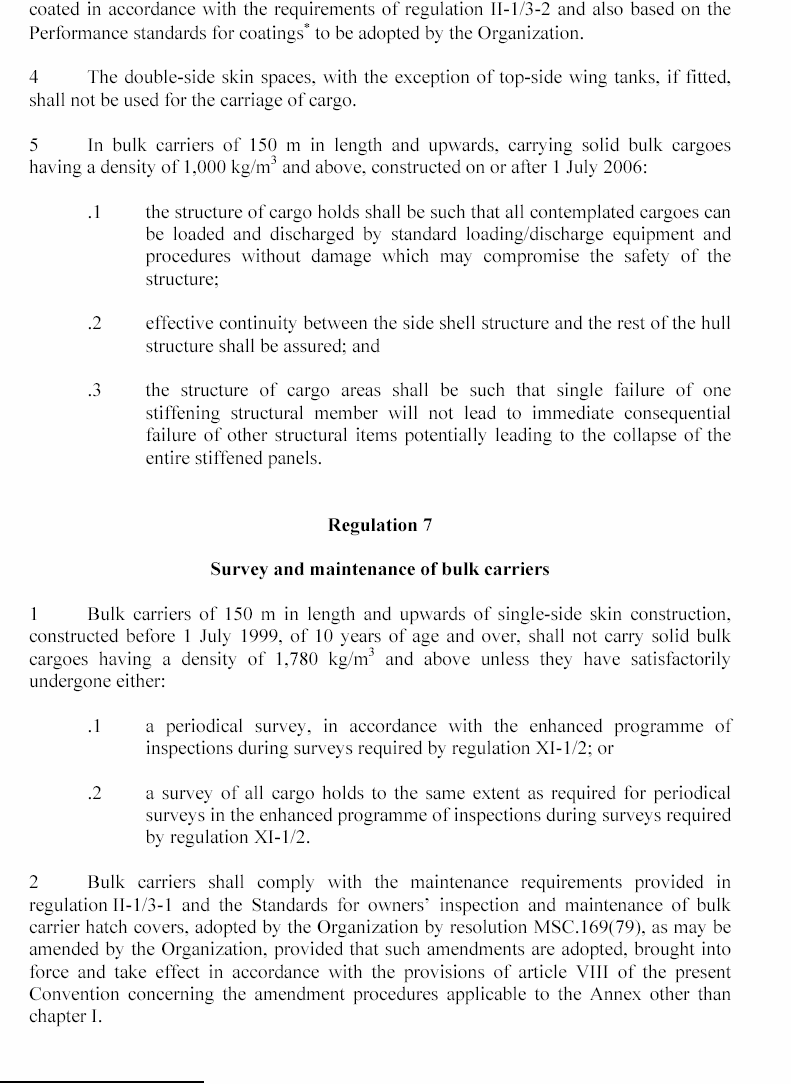 coated in accordance with the requirements of regulation II-1/3-2 and also based on the
Performance standards for coatings* to be adopted by the Organization.
4 The double-side skin spaces, with the exception of top-side wing tanks, if fitted,
shall not be used for the carriage of cargo.
5 In bulk carriers of 150 m in length and upwards, carrying solid bulk cargoes
having a density of 1,000 kg/m³ and above, constructed on or after 1 July 2006:
.1 the structure of cargo holds shall be such that all contemplated cargoes can
be loaded and discharged by standard loading/discharge equipment and
procedures without damage which may compromise the safety of the
structure;
.2 effective continuity between the side shell structure and the rest of the hull
structure shall be assured; and
.3 the structure of cargo areas shall be such that single failure of one
stiffening structural member will not lead to immediate consequential
failure of other structural items potentially leading to the collapse of the
entire stiffened panels.
Regulation 7
Survey and maintenance of bulk carriers
1 Bulk carriers of 150 m in length and upwards of single-side skin construction,
constructed before 1 July 1999, of 10 years of age and over, shall not carry solid bulk
cargoes having a density of 1,780 kg/m³ and above unless they have satisfactorily
undergone either:
.1 a periodical survey, in accordance with the enhanced programme of
inspections during surveys required by regulation XI-1/2; or
.2 a survey of all cargo holds to the same extent as required for periodical
surveys in the enhanced programme of inspections during surveys required
by regulation XI-1/2.
2 Bulk carriers shall comply with the maintenance requirements provided in
regulation II-1/3-1 and the Standards for owners' inspection and maintenance of bulk
carrier hatch covers, adopted by the Organization by resolution MSC.169(79), as may be
amended by the Organization, provided that such amendments are adopted, brought into
force and take effect in accordance with the provisions of article VIII of the present
Convention concerning the amendment procedures applicable to the Annex other than
chapter I.